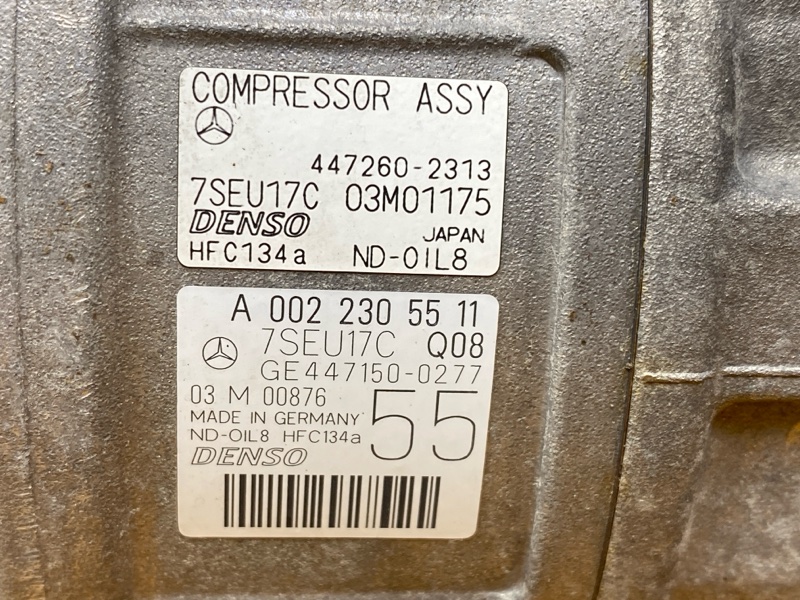 COMPRESSOR ASSY
447260-2313
7SEU17C 03M01175
DENSO JAPAN
HFC134a ND-OIL8
A 002 230 55 11
7SEU17C Q08
GE447150-0277
03 M 00876
MADE IN GERMANY 55
ND-OIL8 HFC134a
DENSO